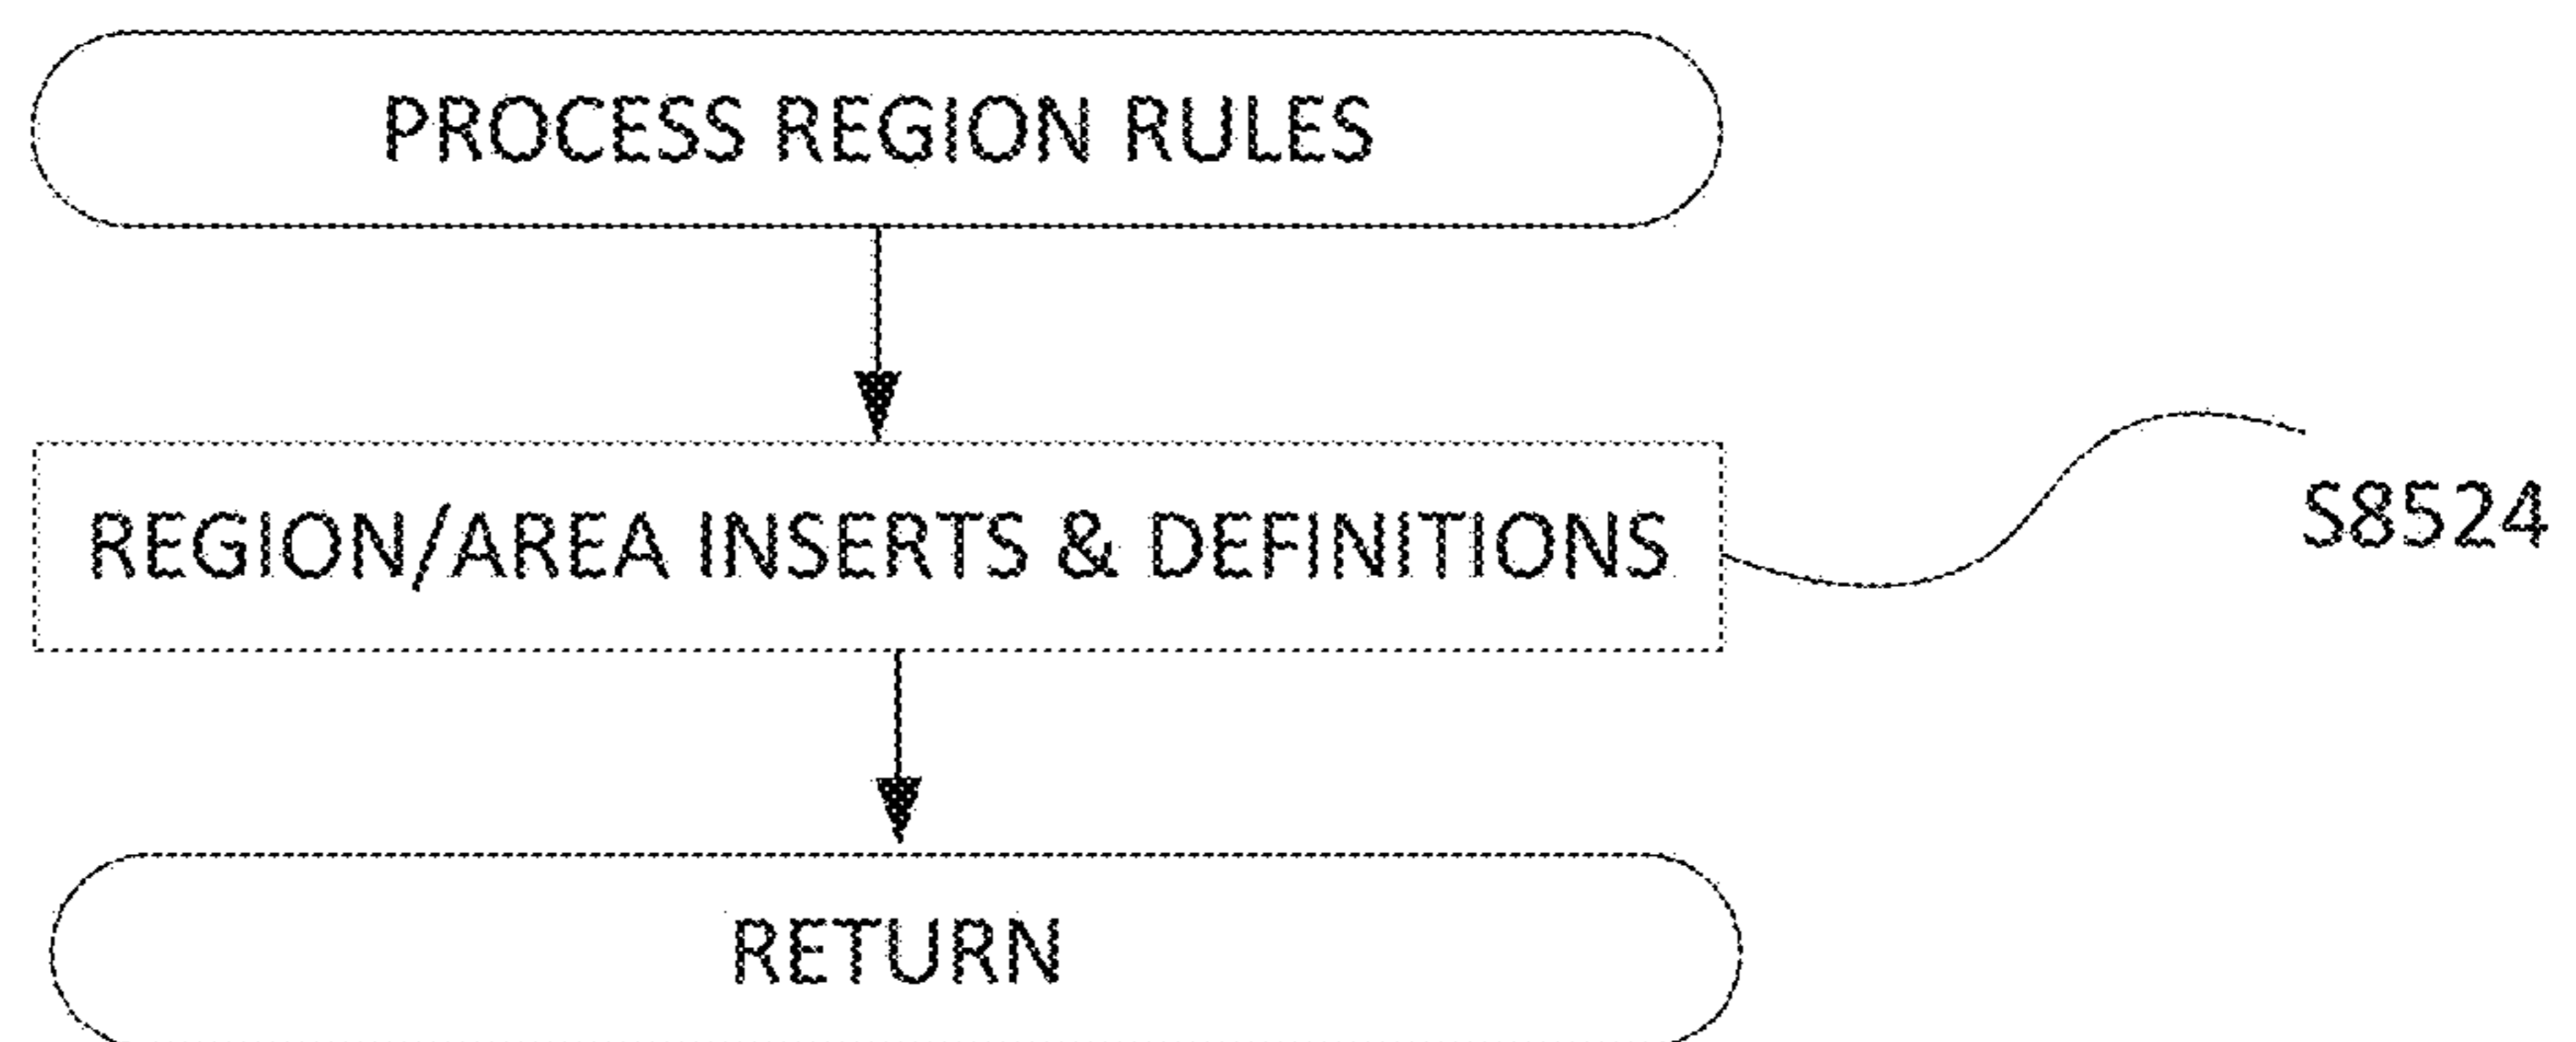 PROCESS REGION RULES
REGION/AREA INSERTS & DEFINITIONS
S8524
RETURN